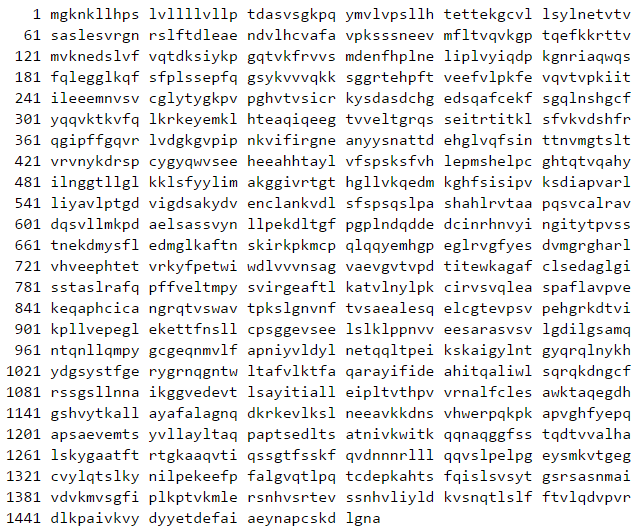 1 mgknkllhps lvllllvllp tdasvsgkpq ymvlvpsllh tettekgcvl lsylnetvtv
61 saslesvrgn rslftdleae ndvlhcvafa vpksssneev mfltvqvkgp tqefkkrttv
121 mvknedslvf vqtdksiykp gqtvkfrvvs mdenfhplne liplvyiqdp kgnriaqwqs
181 fqlegglkqf sfplssepfq gsykvvvqkk sggrtehpft veefvlpkfe vqvtvpkiit
241 ileeemnvsv cglytygkpv pghvtvsicr kysdasdchg edsqafcekf sgqlnshgcf
301 yqqvktkvfq lkrkeyemkl hteaqiqeeg tvveltgrqs seitrtitkl sfvkvdshfr
361 qgipffgqvr lvdgkgvpip nkvifirgne anyysnattd ehglvqfsin ttnvmgtslt
421 vrvnykdrsp cygyqwvsee heeahhtayl vfspsksfvh lepmshelpc ghtqtvqahy
481 ilnggtllgl kklsfyylim akggivrtgt hgllvkqedm kghfsisipv ksdiapvarl
541 liyavlptgd vigdsakydv enclankvdl sfspsqslpa shahlrvtaa pqsvcalrav
601 dqsvllmkpd aelsassvyn llpekdltgf pgplndqdde dcinrhnvyi ngitytpvss
661 tnekdmysfl edmglkaftn skirkpkmcp qlqqyemhgp eglrvgfyes dvmgrgharl
721 vhveephtet vrkyfpetwi wdlvvvnsag vaevgvtvpd titewkagaf clsedaglgi
781 sstaslrafq pffveltmpy svirgeaftl katvlnylpk cirvsvqlea spaflavpve
841 keqaphcica ngrqtvswav tpkslgnvnf tvsaealesq elcgtevpsv pehgrkdtvi
901 kpllvepegl ekettfnsll cpsggevsee lslklppnvv eesarasvsv lgdilgsamq
961 ntqnllqmpy gcgeqnmvlf apniyvldyl netqqltpei kskaigylnt gyqrqlnykh
1021 ydgsystfge rygrnqgntw ltafvlktfa qarayifide ahitqaliwl sqrqkdngcf
1081 rssgsllnna ikggvedevt lsayitiall eipltvthpv vrnalfcles awktaqegdh
1141 gshvytkall ayafalagnq dkrkevlksl neeavkkdns vhwerpqkpk apvghfyepq
1201 apsaevemts yvllayltaq paptsedlts atnivkwitk qqnaqggfss tqdtvvalha
1261 lskygaatft rtgkaaqvti qssgtfsskf qvdnnnrlll qqvslpelpg eysmkvtgeg
1321 cvylqtslky nilpekeefp falgvqtlpq tcdepkahts fqislsvsyt gsrsasnmai
1381 vdvkmvsgfi plkptvkmle rsnhvsrtev ssnhvliyld kvsnqtlslf ftvlqdvpvr
1441 dlkpaivkvy dyyetdefai aeynapcskd lgna